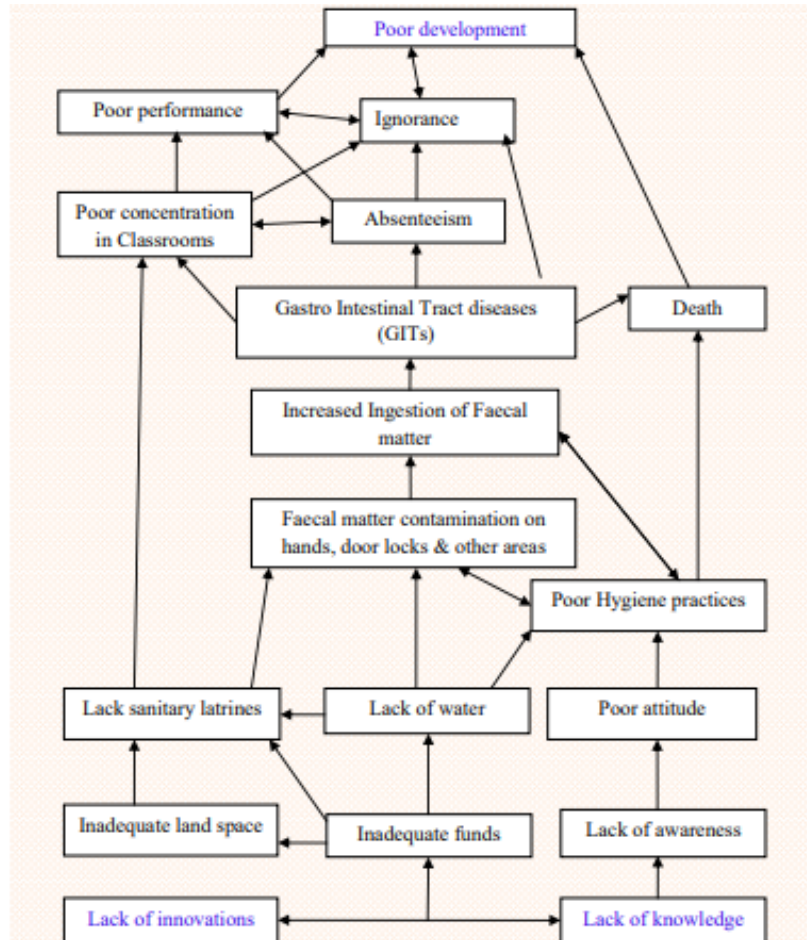 Poor development
Poor performance
Ignorance
Poor concentration
in Classrooms
Absenteeism
Gastro Intestinal Tract diseases
(GITs)
Death
Increased Ingestion of Faecal
matter
Faecal matter contamination on
hands, door locks & other areas
Poor Hygiene practices
Lack sanitary latrines
Lack of water
Poor attitude
Inadequate land space
Inadequate funds
Lack of awareness
Lack of innovations
Lack of knowledge